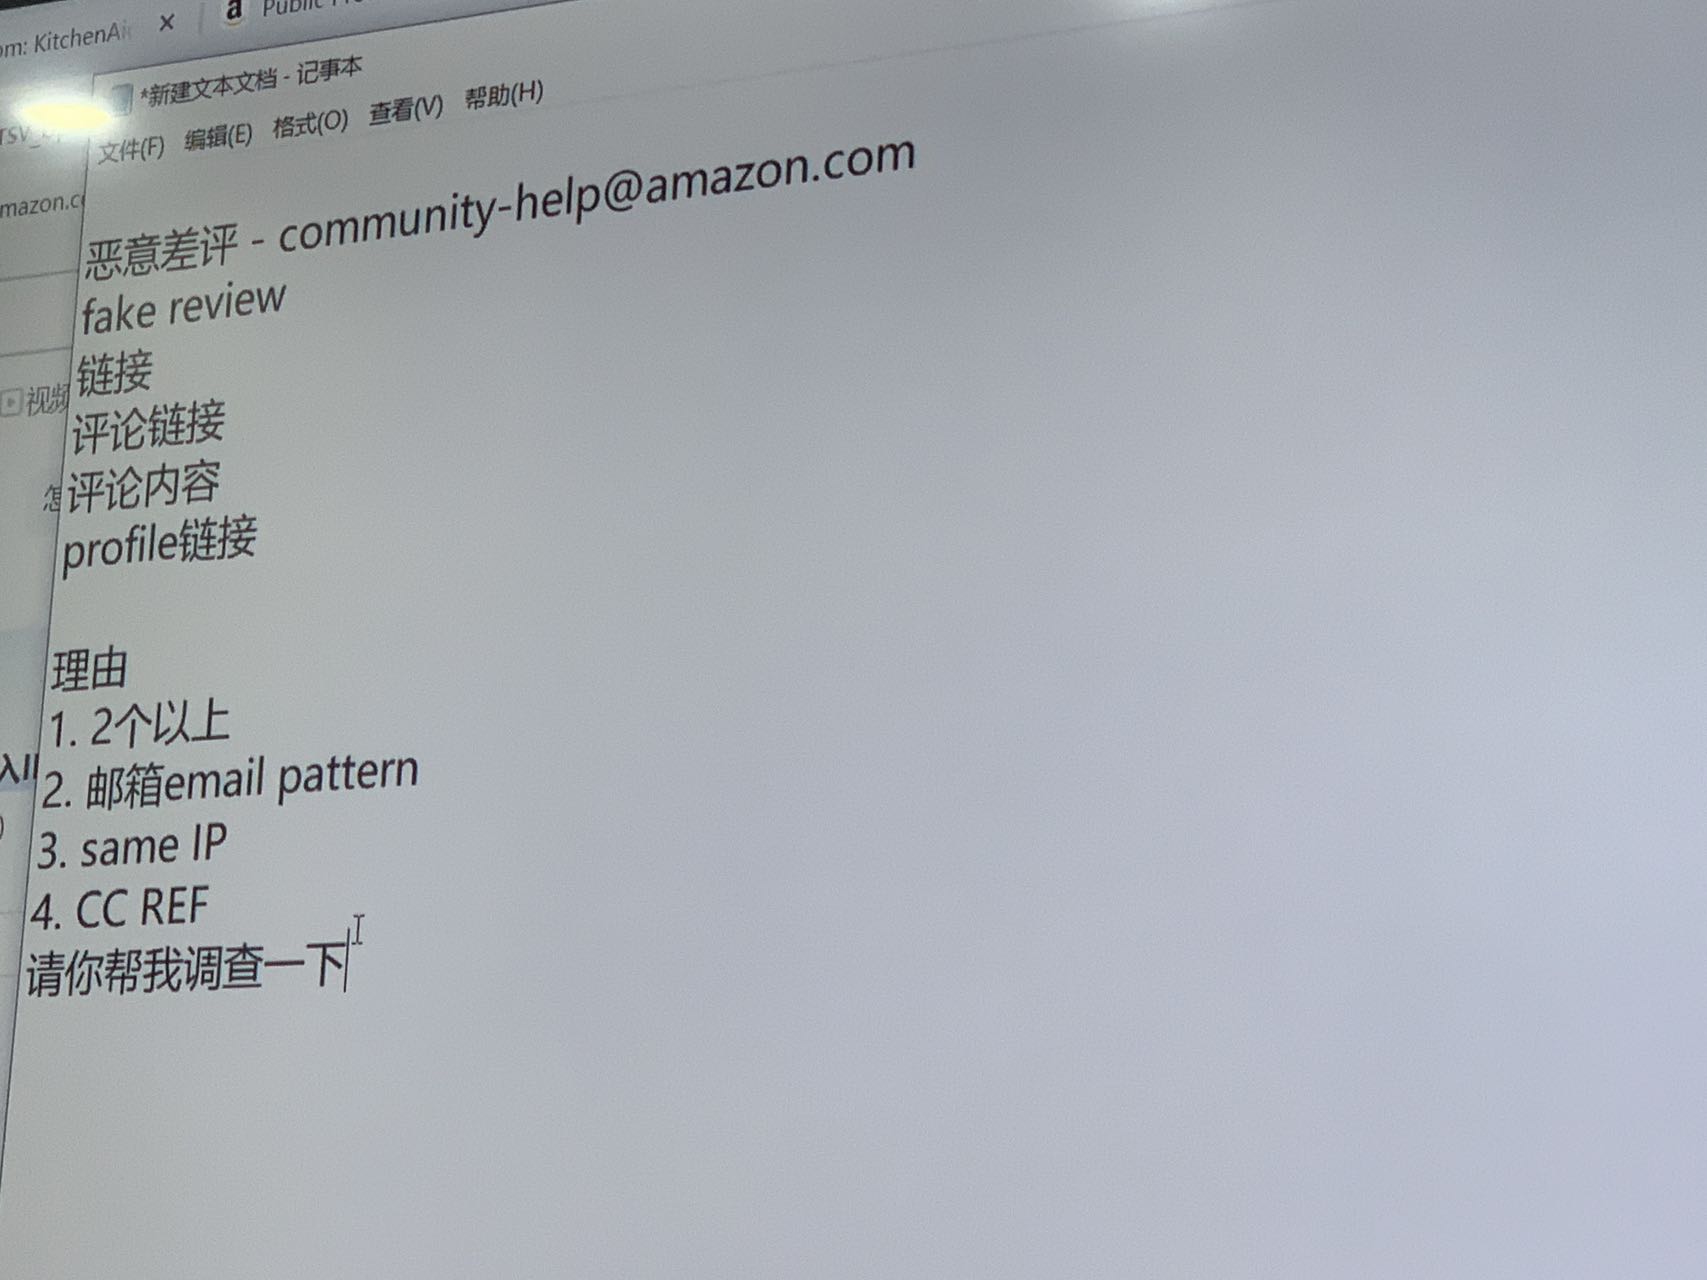 om: KitchenAi
a Public
*新建文本文档 - 记事本
文件(F) 编辑(E) 格式(O) 查看(V) 帮助(H)
mazon.c
恶意差评 - community-help@amazon.com
fake review
链接
视频
评论链接
评论内容
profile链接
理由
1. 2个以上
2. 邮箱email pattern
3. same IP
4. CC REF
请你帮我调查一下